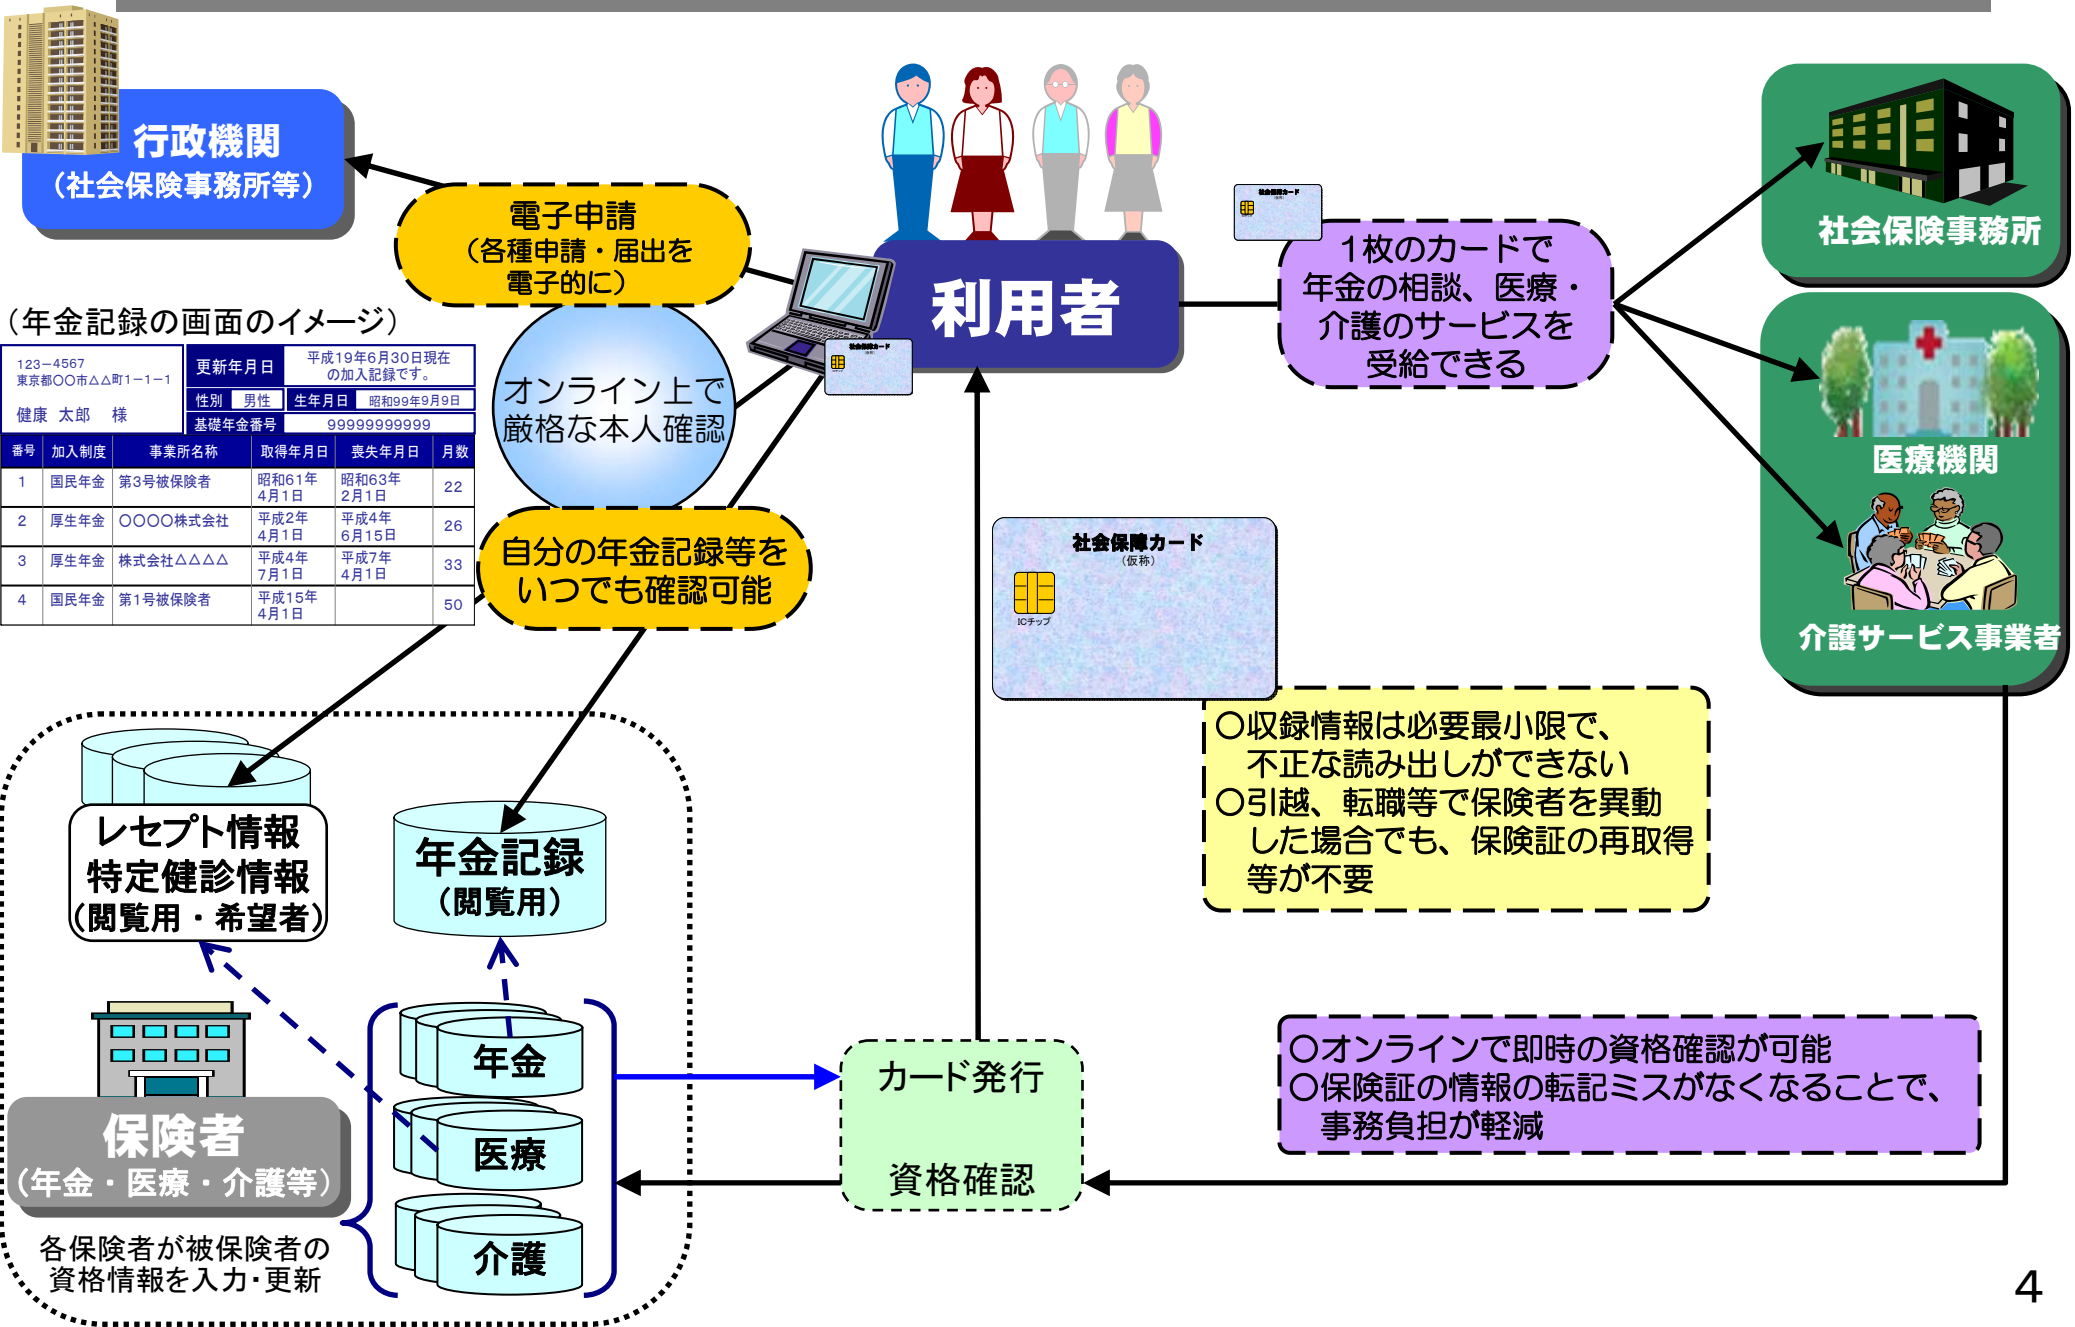 行政機関
（社会保険事務所等）
電子申請
（各種申請・届出を
電子的に）
利用者
社会保障カード
（仮称）
1枚のカードで
年金の相談、医療・
介護のサービスを
受給できる
社会保険事務所
医療機関
介護サービス事業者
（年金記録の画面のイメージ）
123－4567
東京都〇〇市△△町1－1－1
健康 太郎 様
更新年月日
平成19年6月30日現在
の加入記録です。
性別 男性 生年月日 昭和99年9月9日
基礎年金番号 99999999999
番号 加入制度 事業所名称 取得年月日 喪失年月日 月数
1 国民年金 第3号被保険者 昭和61年4月1日 昭和63年2月1日 22
2 厚生年金 〇〇〇〇株式会社 平成2年4月1日 平成4年6月15日 26
3 厚生年金 株式会社△△△△ 平成4年7月1日 平成7年4月1日 33
4 国民年金 第1号被保険者 平成15年4月1日 50
オンライン上で
厳格な本人確認
社会保障カード
（仮称）
自分の年金記録等を
いつでも確認可能
社会保障カード
（仮称）
ICチップ
〇収録情報は必要最小限で、
不正な読み出しができない
〇引越、転職等で保険者を異動
した場合でも、保険証の再取得
等が不要
レセプト情報
特定健診情報
（閲覧用・希望者）
年金記録
（閲覧用）
年金
医療
介護
保険者
（年金・医療・介護等）
各保険者が被保険者の
資格情報を入力・更新
カード発行
資格確認
〇オンラインで即時の資格確認が可能
〇保険証の情報の転記ミスがなくなることで、
事務負担が軽減
4